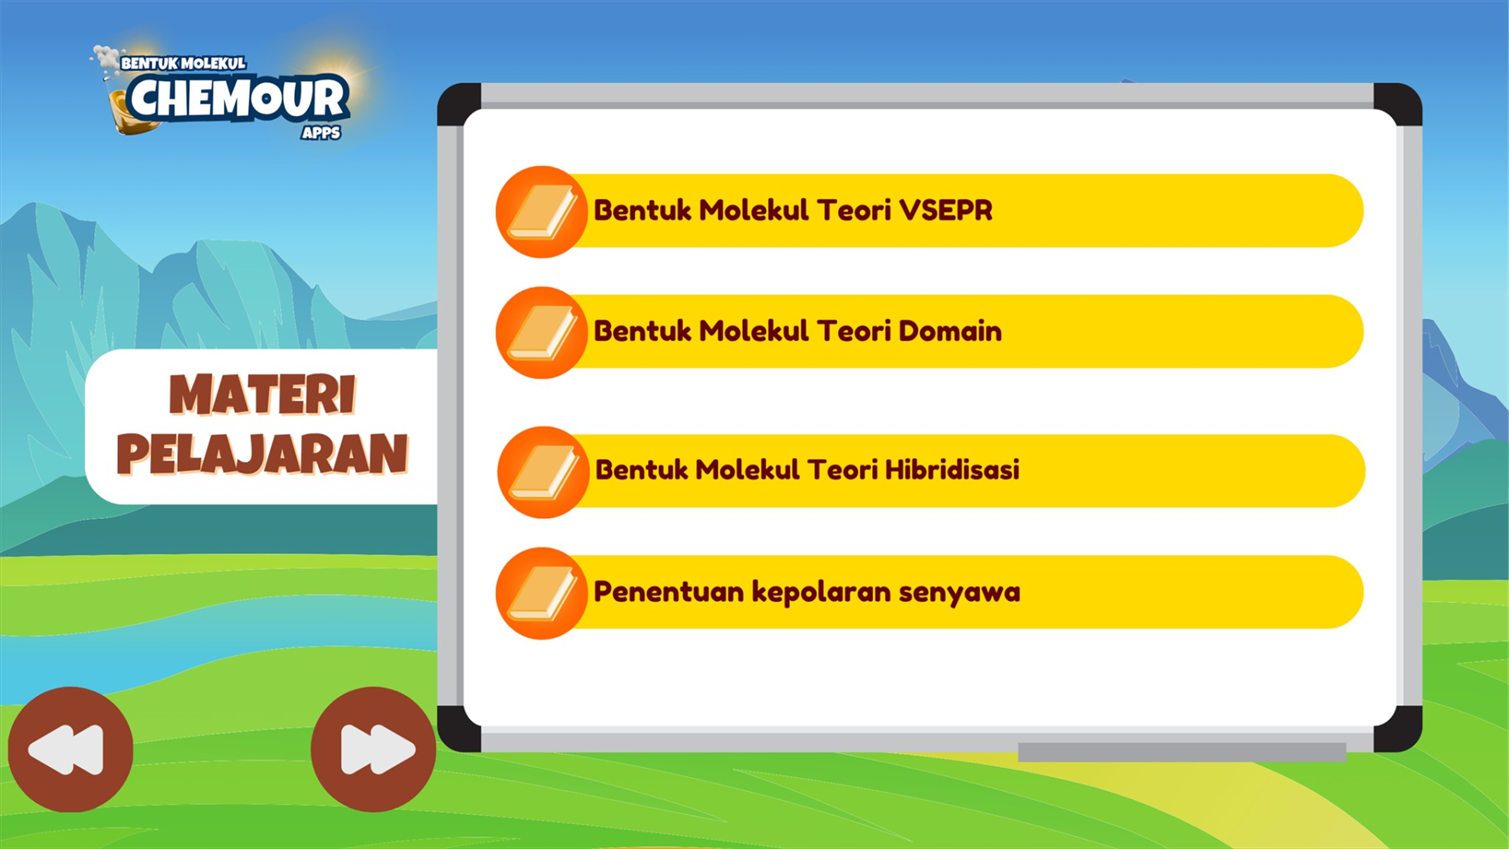 BENTUK MOLEKUL
CHEMOUR
APPS
MATERI
PELAJARAN
Bentuk Molekul Teori VSEPR
Bentuk Molekul Teori Domain
Bentuk Molekul Teori Hibridisasi
Penentuan kepolaran senyawa